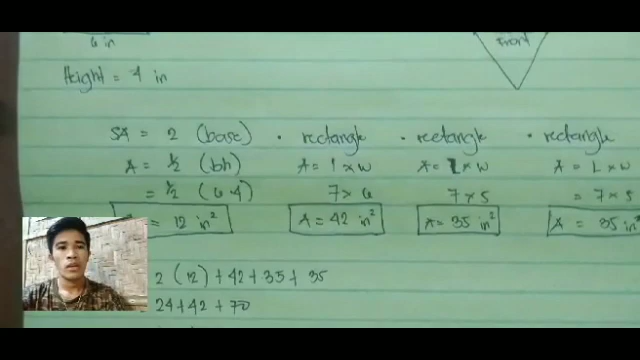 6 in
Front
Height = 4 in
SA = 2 (base) · rectangle · rectangle · rectangle
A = 1/2 (bh) A = l x w A = L x w A = L x w
= 1/2 (6·4) 7 x 6 7 x 5 = 7 x 5
= 12 in² A = 42 in² A = 35 in² A = 35 in²
2 (12) + 42 + 35 + 35
24 + 42 + 70